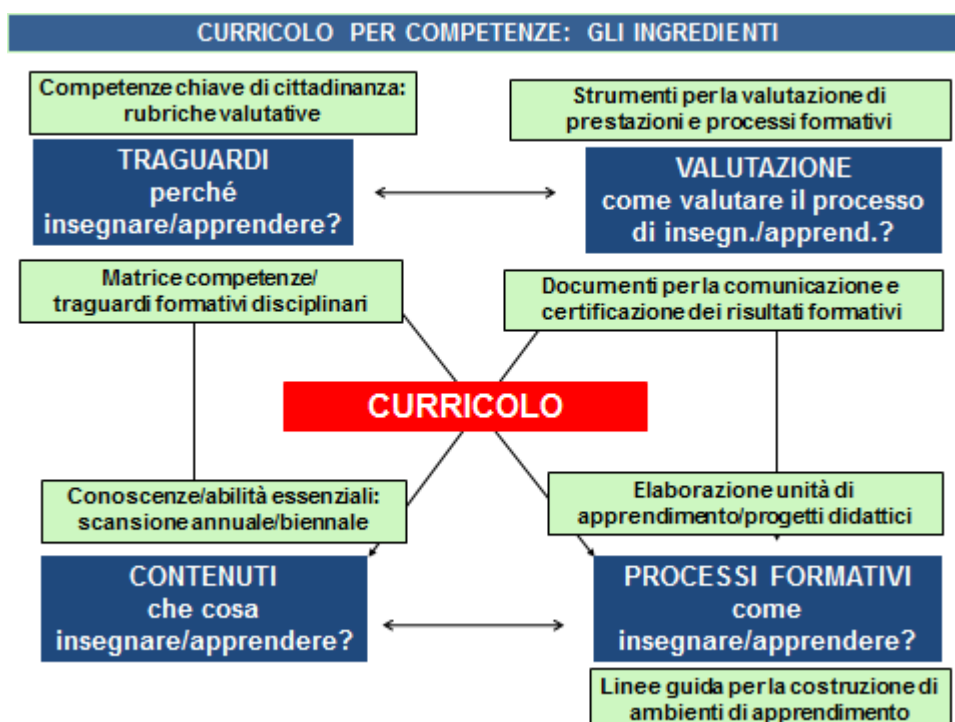 CURRICOLO PER COMPETENZE: GLI INGREDIENTI
Competenze chiave di cittadinanza:
rubriche valutative
TRAGUARDI
perché
insegnare/apprendere?
Strumenti per la valutazione di
prestazioni e processi formativi
VALUTAZIONE
come valutare il processo
di insegn./apprend.?
Matrice competenze/
traguardi formativi disciplinari
Documenti per la comunicazione e
certificazione dei risultati formativi
CURRICOLO
Conoscenze/abilità essenziali:
scansione annuale/biennale
CONTENUTI
che cosa
insegnare/apprendere?
Elaborazione unità di
apprendimento/progetti didattici
PROCESSI FORMATIVI
come
insegnare/apprendere?
Linee guida per la costruzione di
ambienti di apprendimento